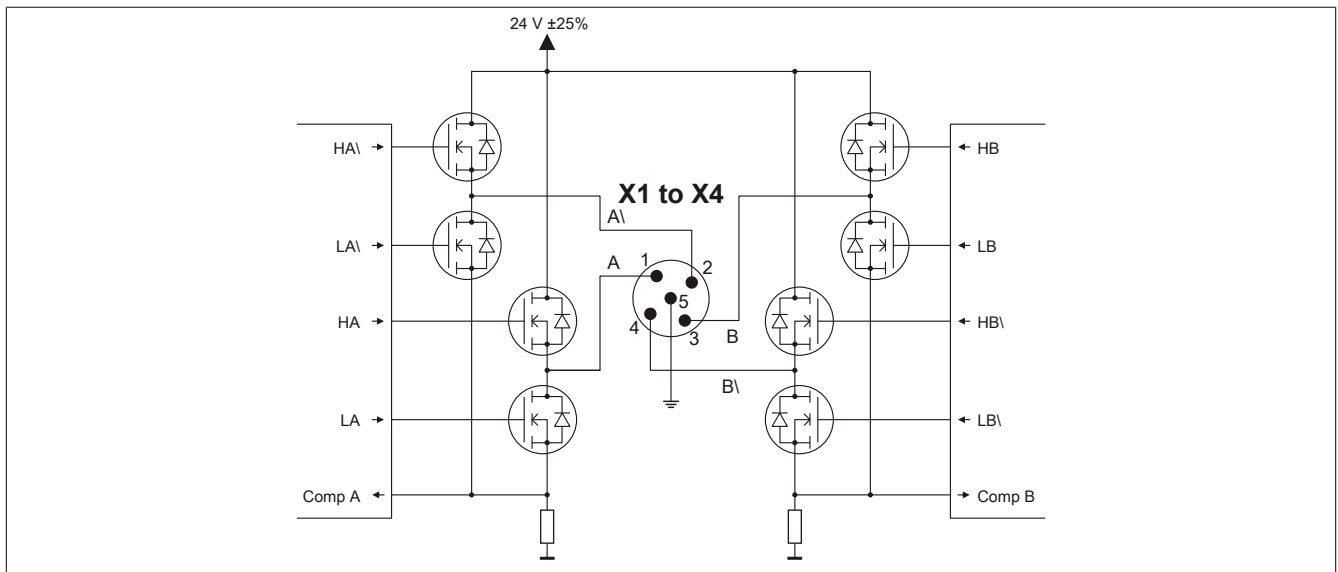 24 V ±25%
HA\
HB
X1 to X4
A\
LA\
LB
A
1
2
5
HA
4
3
B
HB\
B\
LA
LB\
Comp A
Comp B